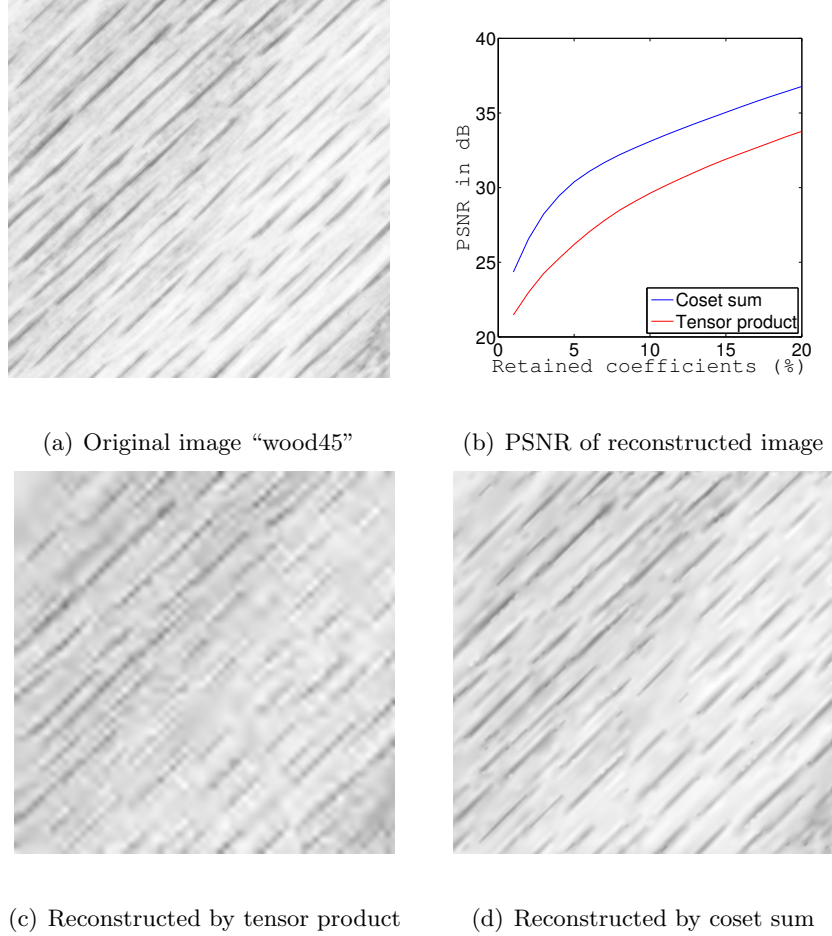 40
35
30
25
20
PSNR in dB
Coset sum
Tensor product
0 5 10 15 20
Retained coefficients (%)
(a) Original image “wood45” (b) PSNR of reconstructed image
(c) Reconstructed by tensor product (d) Reconstructed by coset sum